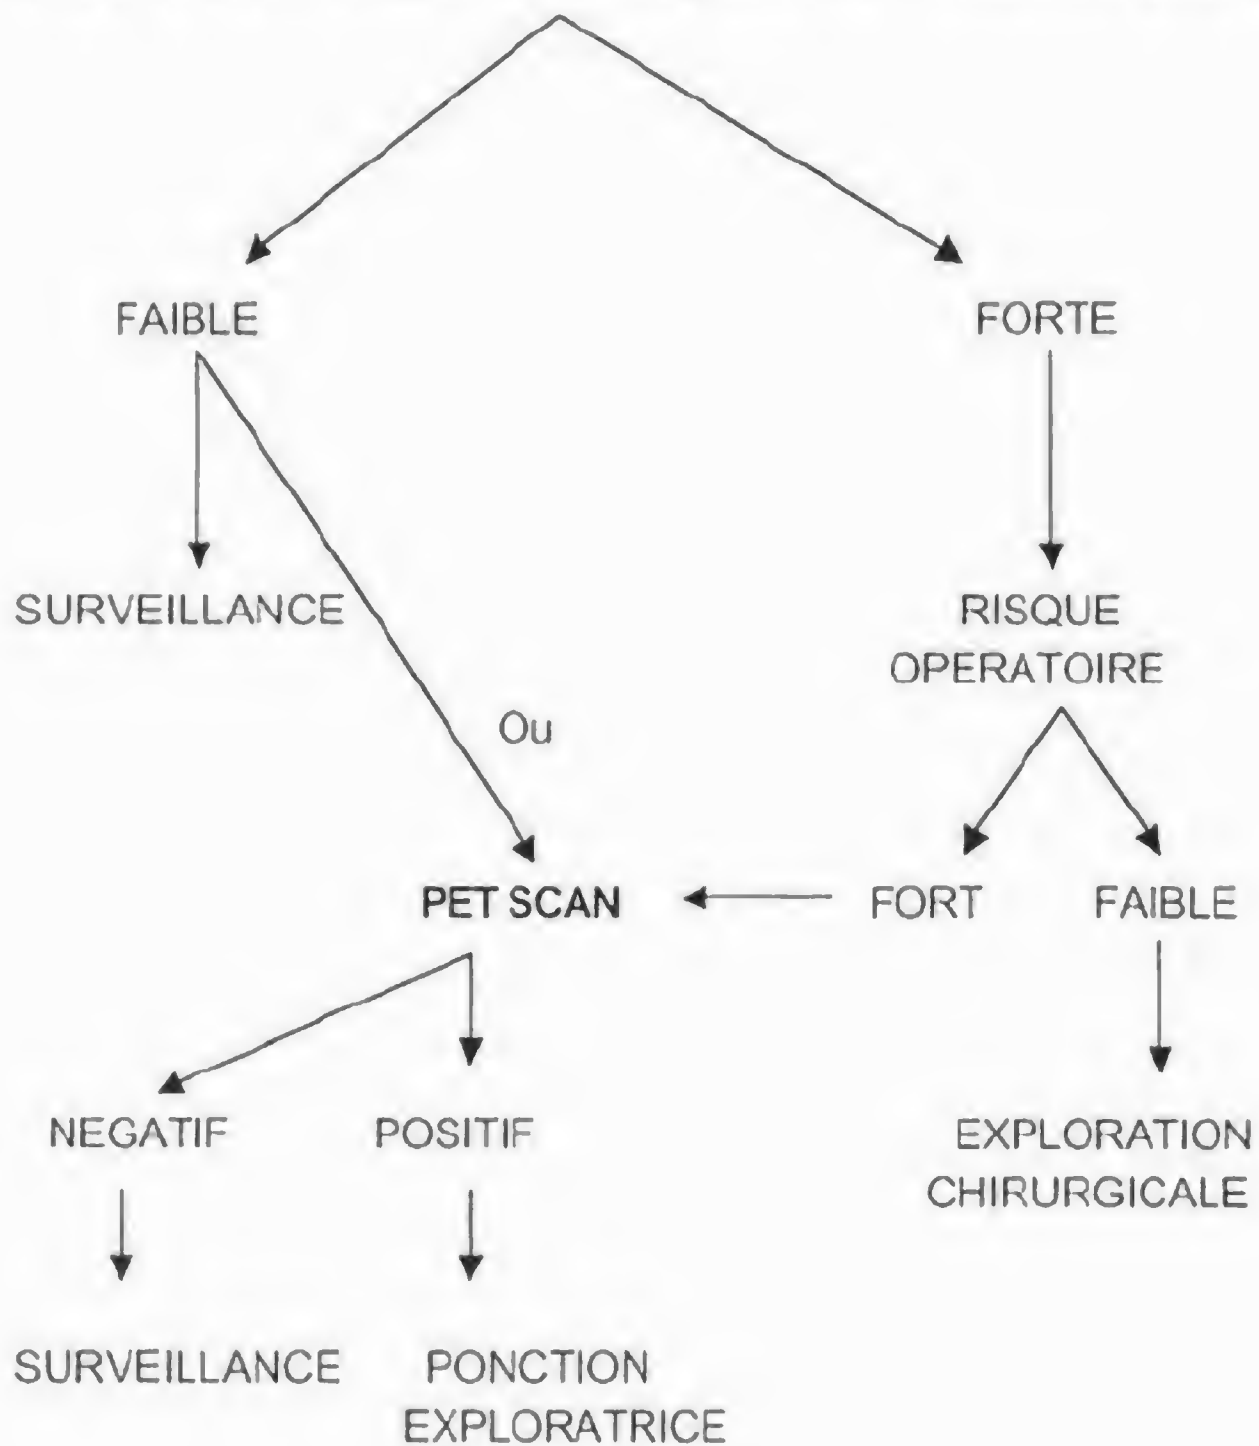 FAIBLE
FORTE
SURVEILLANCE
RISQUE
OPERATOIRE
Ou
PET SCAN
FORT
FAIBLE
NEGATIF
POSITIF
EXPLORATION
CHIRURGICALE
SURVEILLANCE
PONCTION
EXPLORATRICE